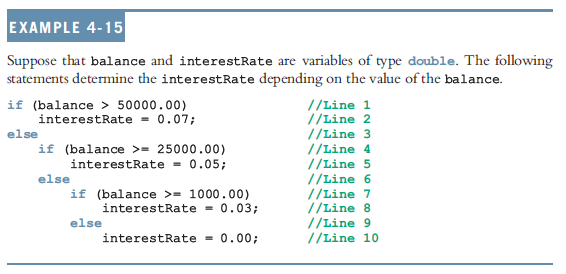 EXAMPLE 4-15
Suppose that balance and interestRate are variables of type double. The following
statements determine the interestRate depending on the value of the balance.
if (balance > 50000.00) //Line 1
interestRate = 0.07; //Line 2
else //Line 3
if (balance >= 25000.00) //Line 4
interestRate = 0.05; //Line 5
else //Line 6
if (balance >= 1000.00) //Line 7
interestRate = 0.03; //Line 8
else //Line 9
interestRate = 0.00; //Line 10